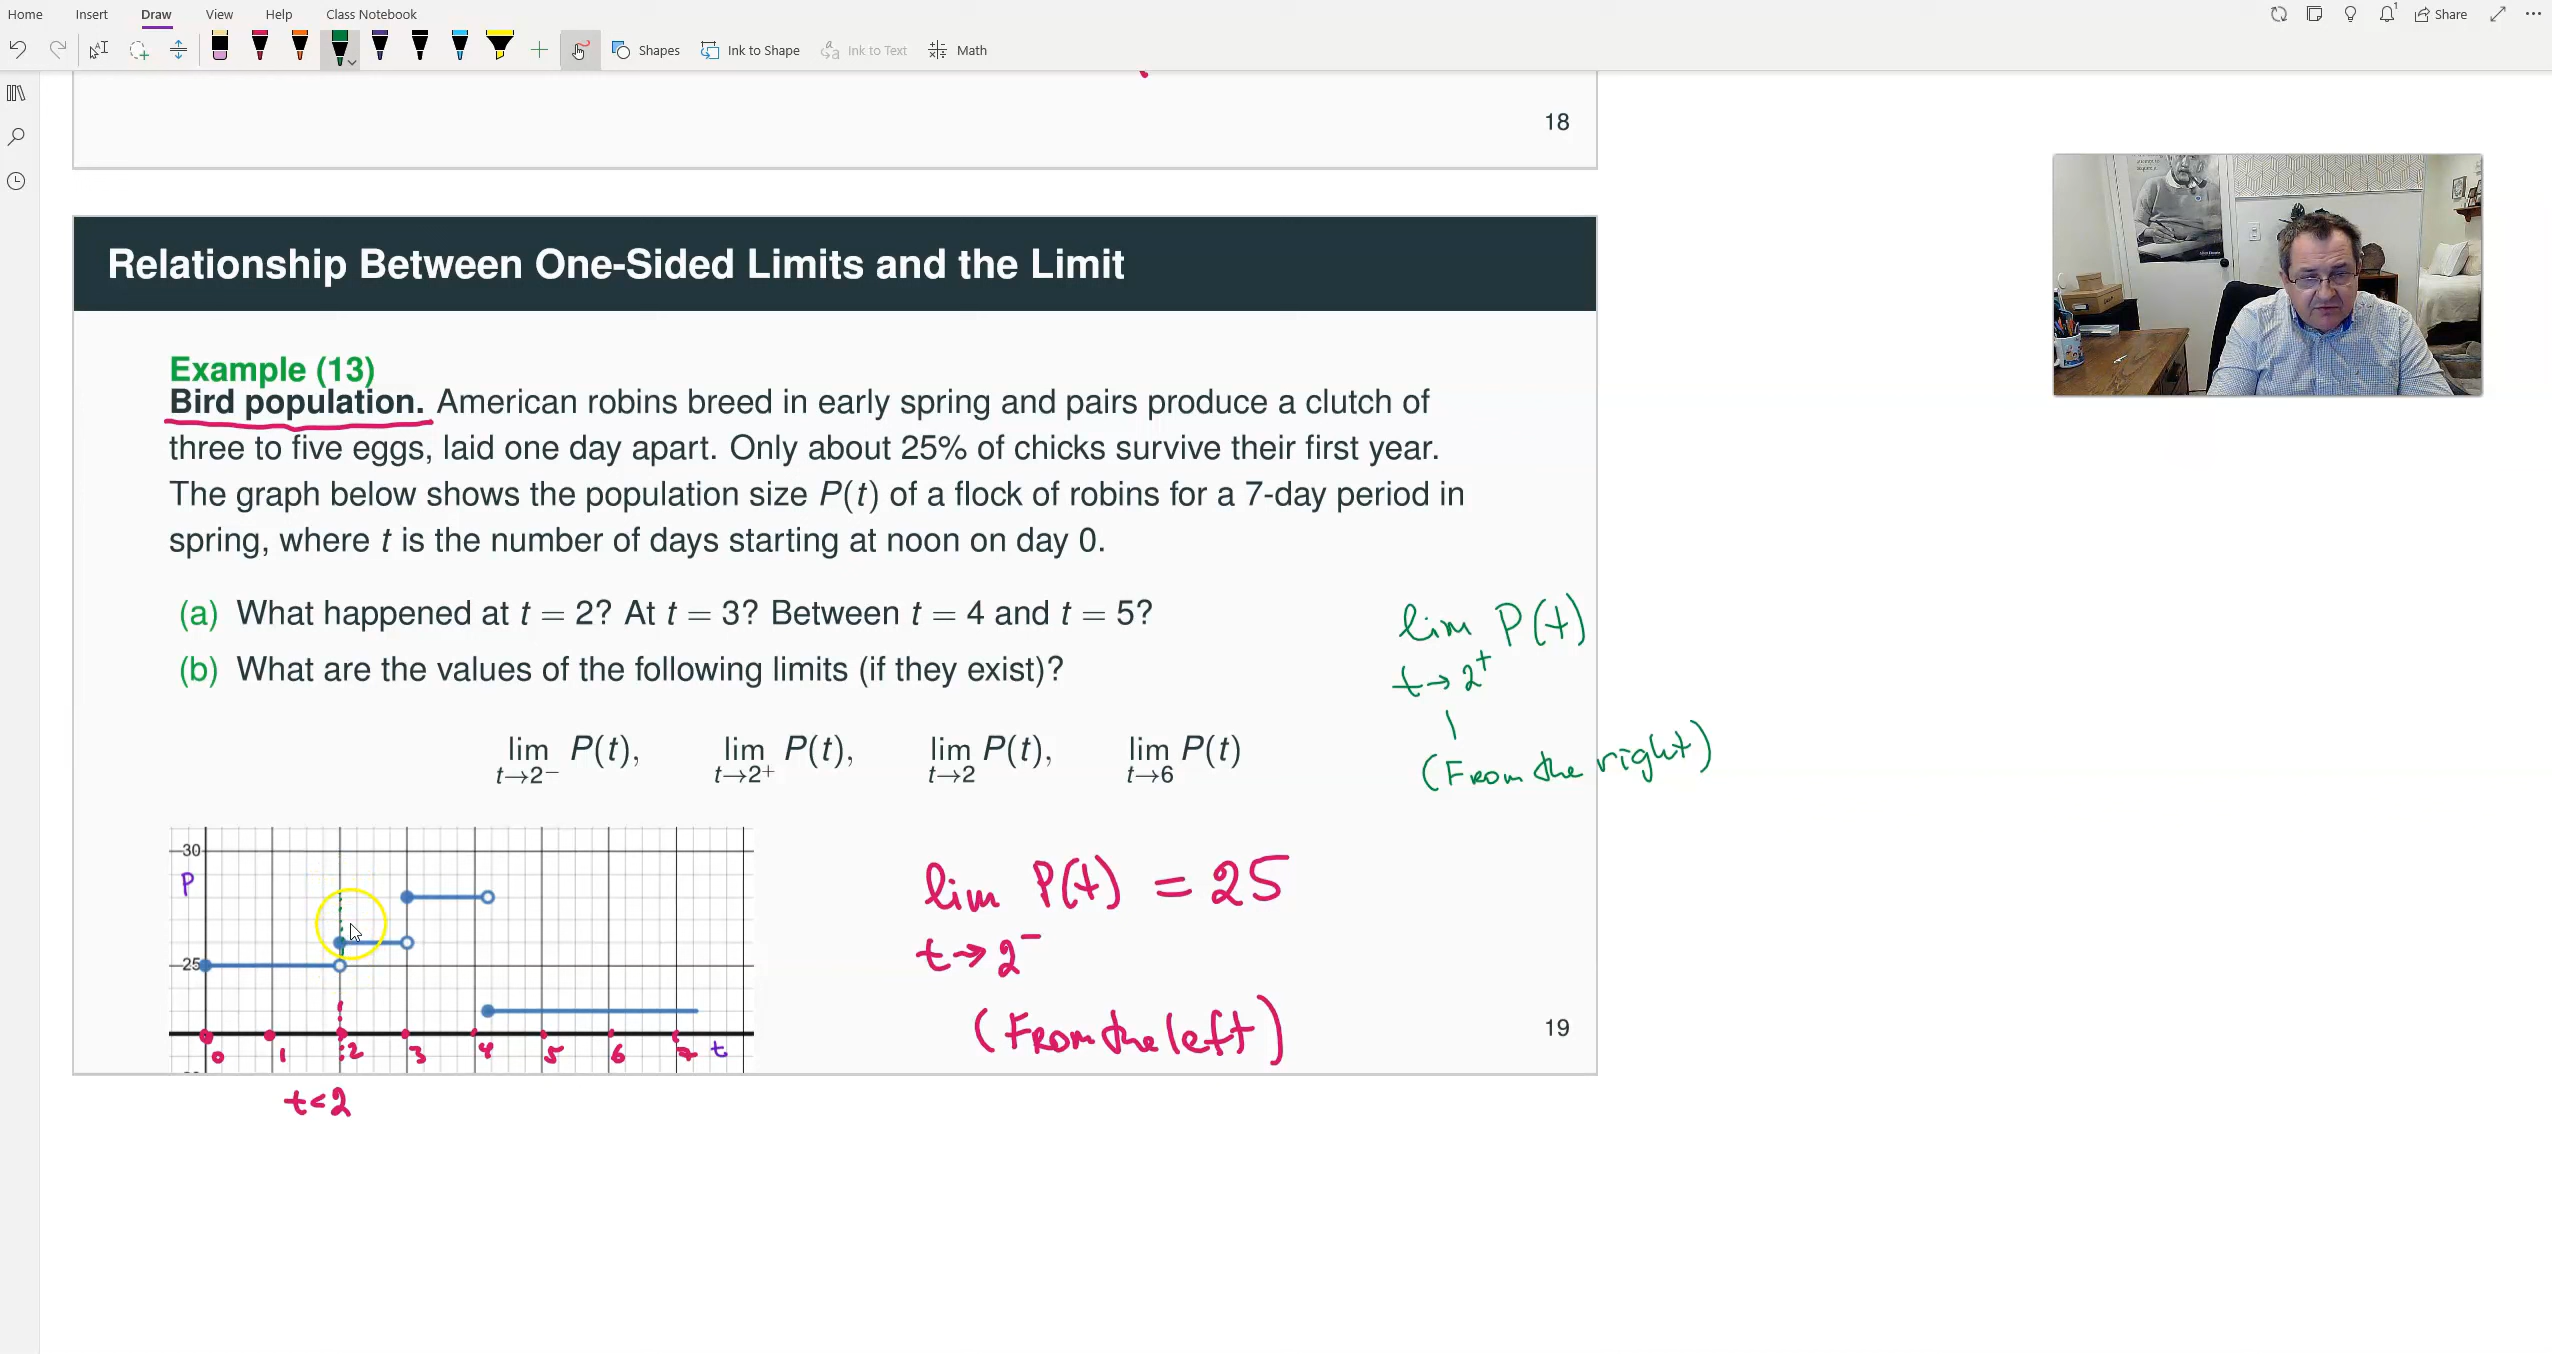 Home Insert Draw View Help Class Notebook
Share
Shapes Ink to Shape Ink to Text Math
18
Relationship Between One-Sided Limits and the Limit
Example (13)
Bird population. American robins breed in early spring and pairs produce a clutch of
three to five eggs, laid one day apart. Only about 25% of chicks survive their first year.
The graph below shows the population size P(t) of a flock of robins for a 7-day period in
spring, where t is the number of days starting at noon on day 0.
(a) What happened at t = 2? At t = 3? Between t = 4 and t = 5?
(b) What are the values of the following limits (if they exist)?
lim P(t), lim P(t), lim P(t), lim P(t)
t→2⁻ t→2⁺ t→2 t→6
lim P(t)
t→2⁺
(From the right)
30
P
25
0 1 2 3 4 5 6 7 t
t<2
lim P(t) = 25
t→2⁻
(From the left)
19